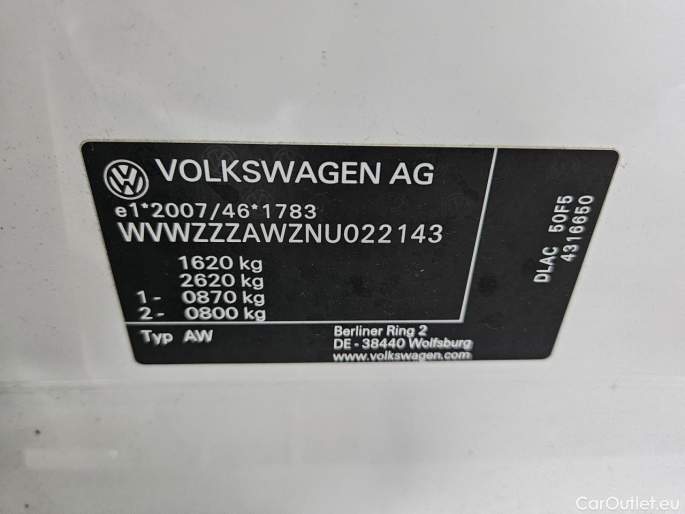 VOLKSWAGEN AG
e1*2007/46*1783
WVWZZZAWZNU022143
1620 kg
2620 kg
1- 0870 kg
2- 0800 kg
Typ AW
Berliner Ring 2
DE - 38440 Wolfsburg
www.volkswagen.com
DLAC 50F5
4316650
CarOutlet.eu